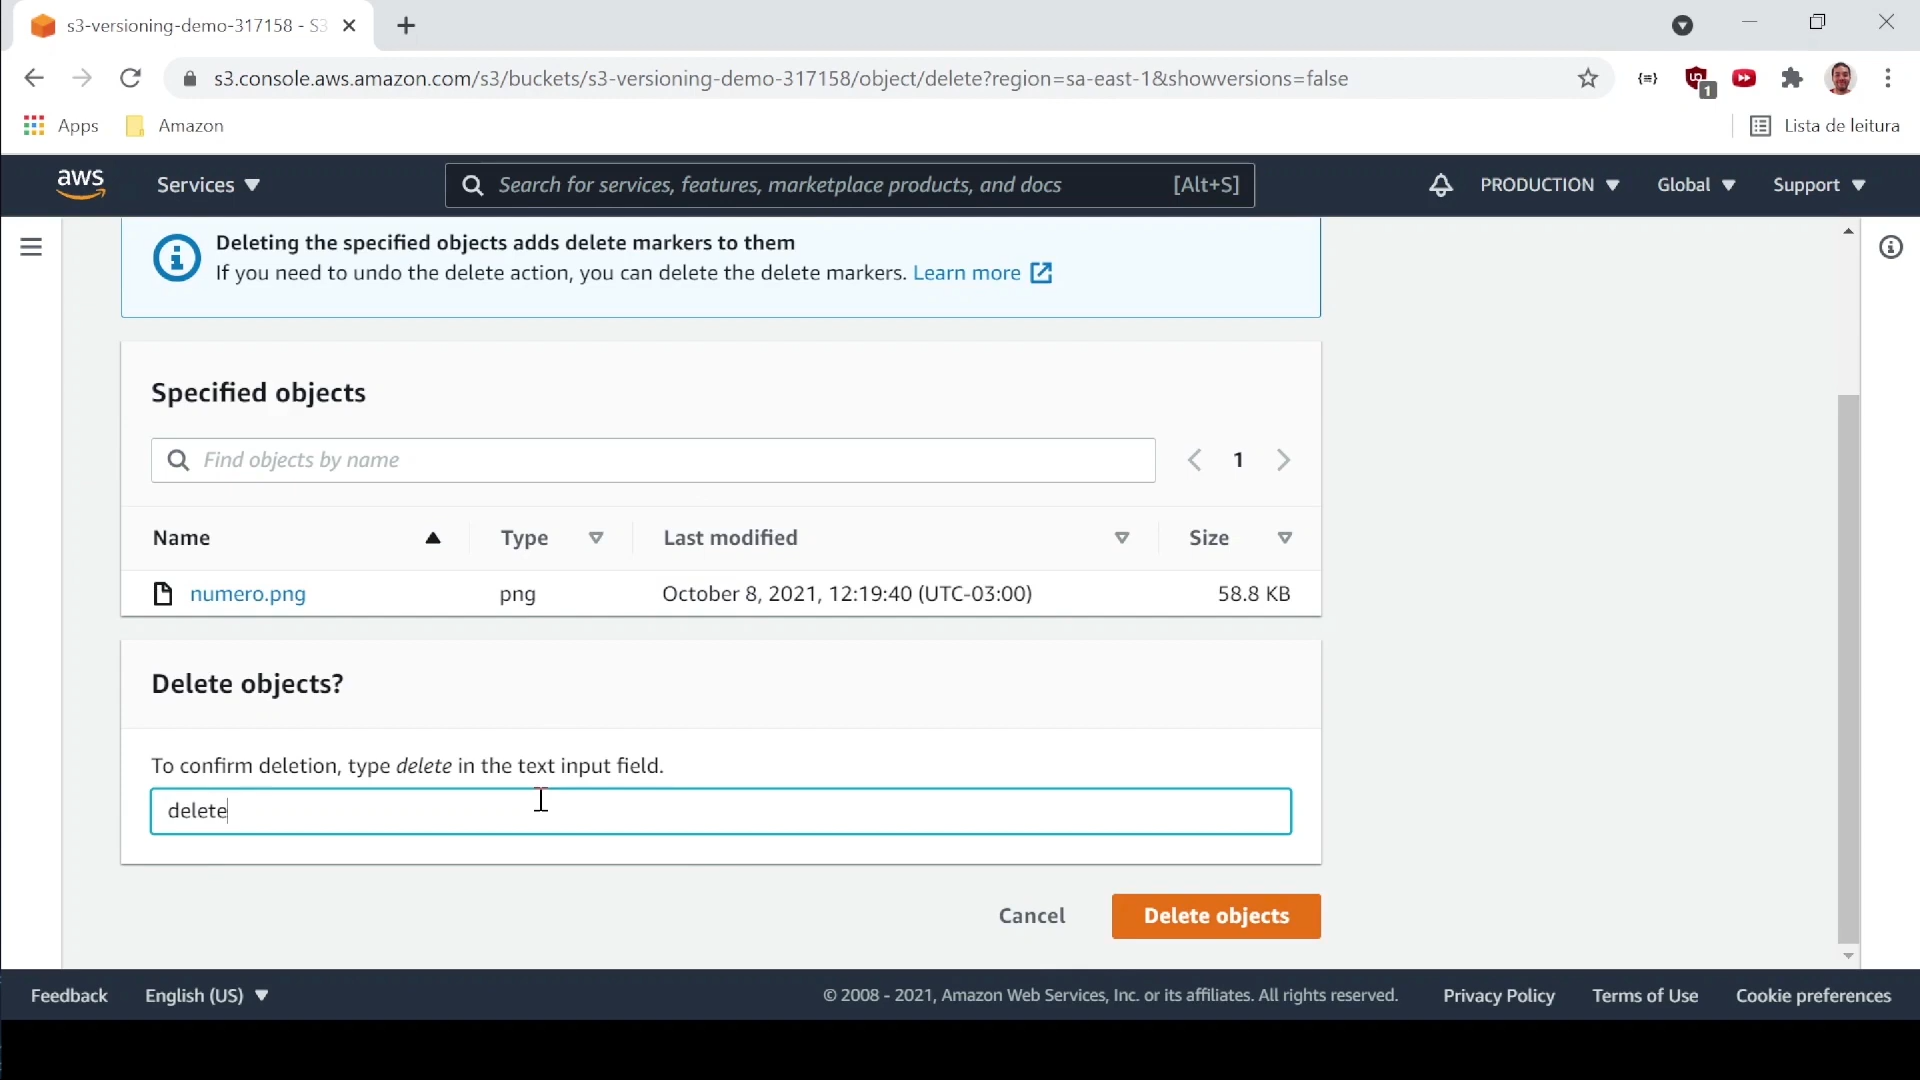 s3-versioning-demo-317158 - S3
s3.console.aws.amazon.com/s3/buckets/s3-versioning-demo-317158/object/delete?region=sa-east-1&showversions=false
1
Apps
Amazon
Lista de leitura
aws
Services
Search for services, features, marketplace products, and docs
[Alt+S]
PRODUCTION
Global
Support
Deleting the specified objects adds delete markers to them
If you need to undo the delete action, you can delete the delete markers. Learn more
Specified objects
Find objects by name
1
Name
Type
Last modified
Size
numero.png
png
October 8, 2021, 12:19:40 (UTC-03:00)
58.8 KB
Delete objects?
To confirm deletion, type delete in the text input field.
delete
Cancel
Delete objects
Feedback
English (US)
© 2008 - 2021, Amazon Web Services, Inc. or its affiliates. All rights reserved.
Privacy Policy
Terms of Use
Cookie preferences